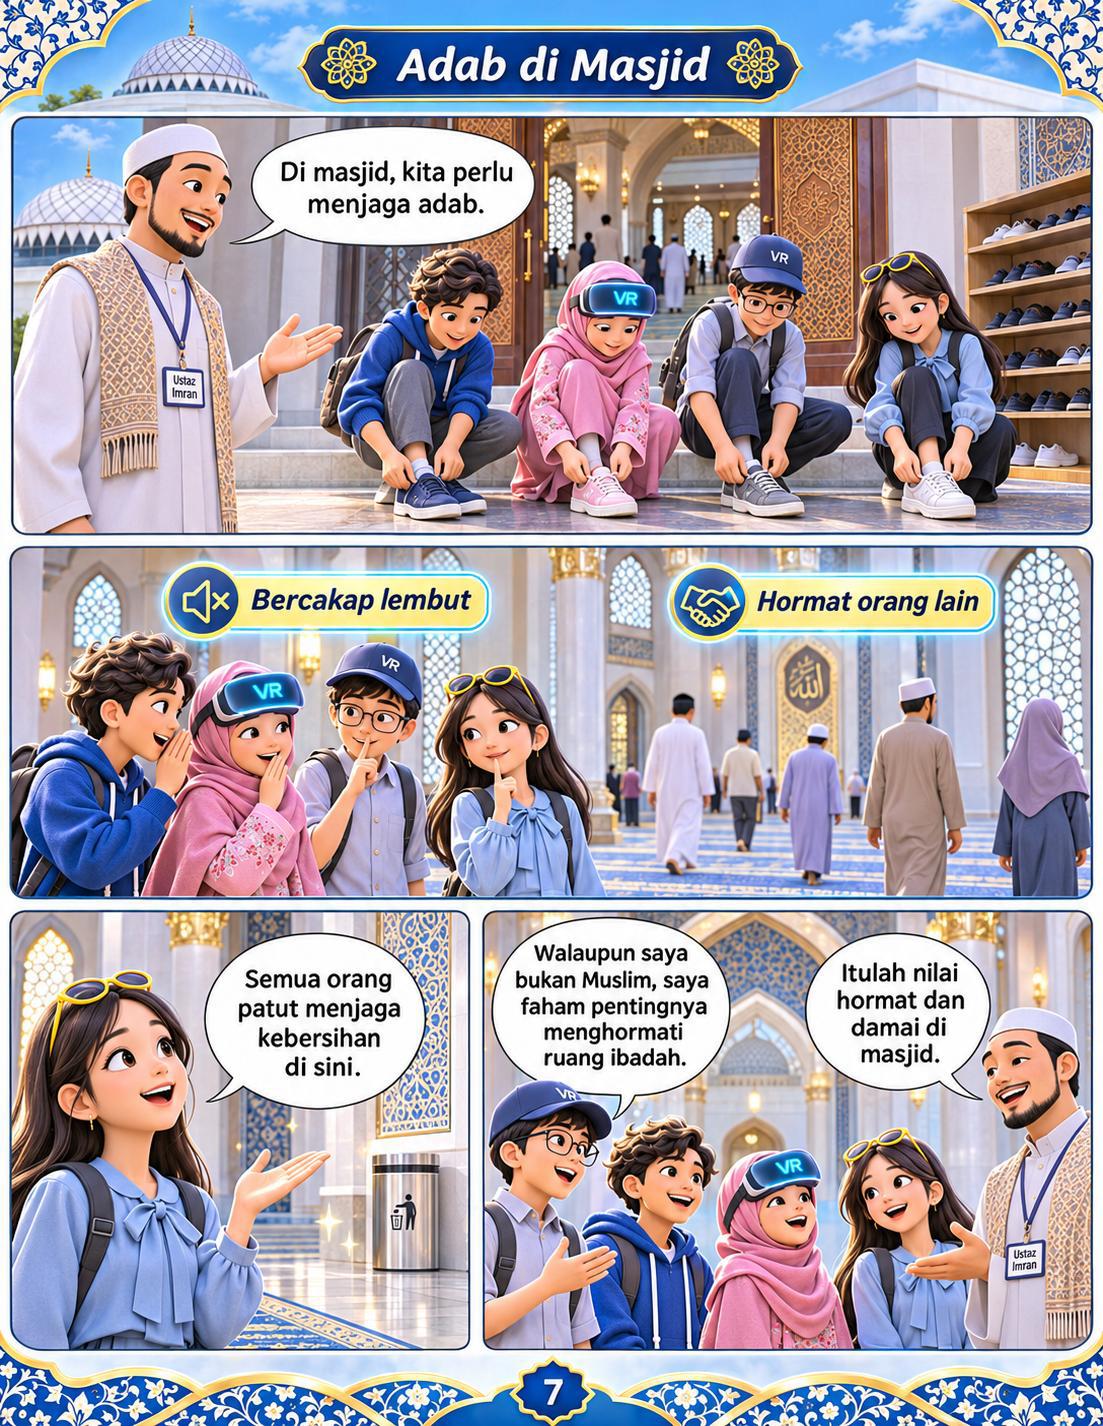 Adab di Masjid
Di masjid, kita perlu
menjaga adab.
Ustaz
Imran
VR
VR
Bercakap lembut
Hormat orang lain
VR
VR
الله
Semua orang
patut menjaga
kebersihan
di sini.
Walaupun saya
bukan Muslim, saya
faham pentingnya
menghormati
ruang ibadah.
Itulah nilai
hormat dan
damai di
masjid.
VR
VR
Ustaz
Imran
7